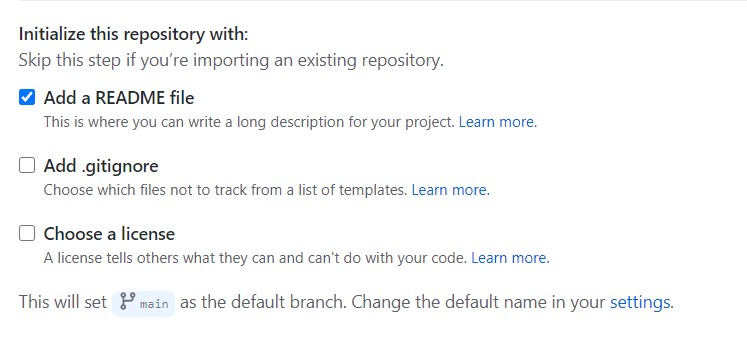 Initialize this repository with:
Skip this step if you’re importing an existing repository.
Add a README file
This is where you can write a long description for your project. Learn more.
Add .gitignore
Choose which files not to track from a list of templates. Learn more.
Choose a license
A license tells others what they can and can't do with your code. Learn more.
This will set main as the default branch. Change the default name in your settings.